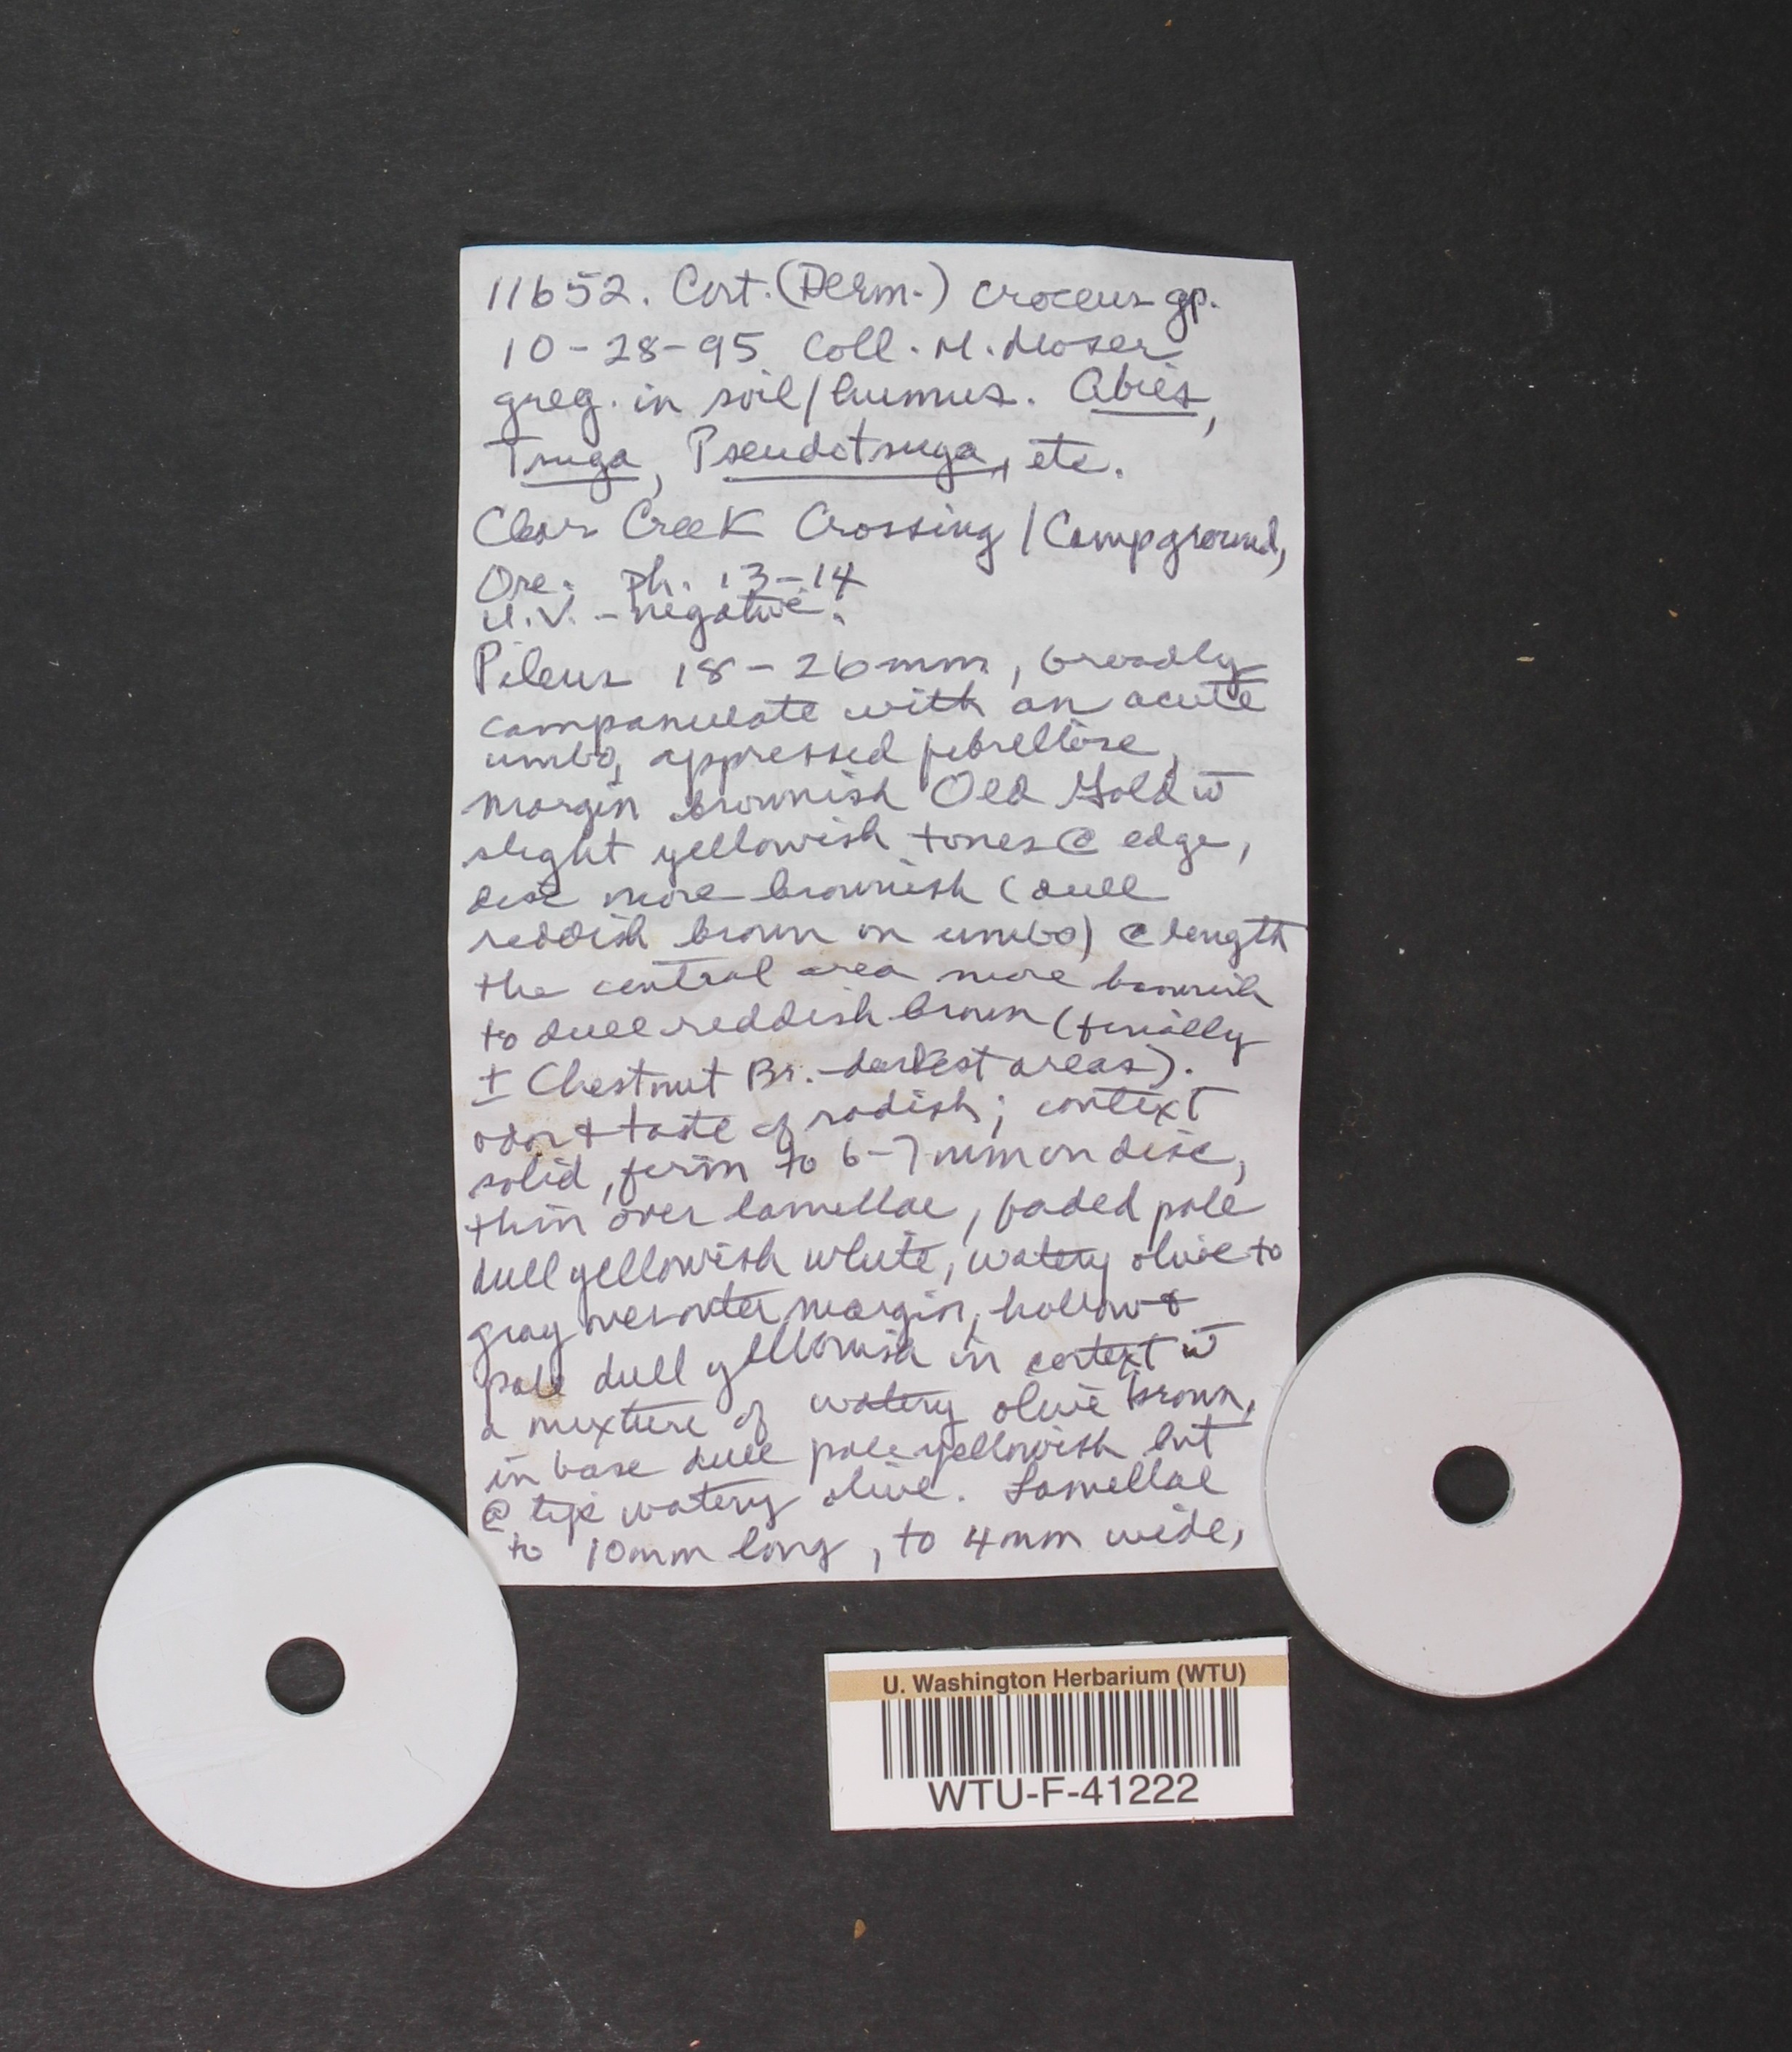 11652. Cort. (Derm.) croceus gp.
10-28-95 Coll. M. Moser
greg. in soil/humus. Abies,
Tsuga, Pseudotsuga, etc.
Clear Creek Crossing/Campground,
Ore. Ph. 13-14
U.V. - negative.
Pileus 18-26mm, broadly
campanulate with an acute
umbo, appressed fibrillose,
margin brownish Old Gold w̄
slight yellowish tones @ edge,
disc more brownish (dull
reddish brown on umbo) @ length
the central area more brownish
to dull reddish brown (finally
± Chestnut Br. - darkest areas).
odor & taste of radish; context
solid, firm to 6-7mm on disc,
thin over lamellae, faded pale
dull yellowish white, watery olive to
gray over outer margin, hollow &
pale dull yellowish in cortext w̄
a mixture of watery olive brown,
in base dull pale yellowish but
@ tip watery olive. Lamellae
to 10mm long, to 4mm wide,
U. Washington Herbarium (WTU)
WTU-F-41222